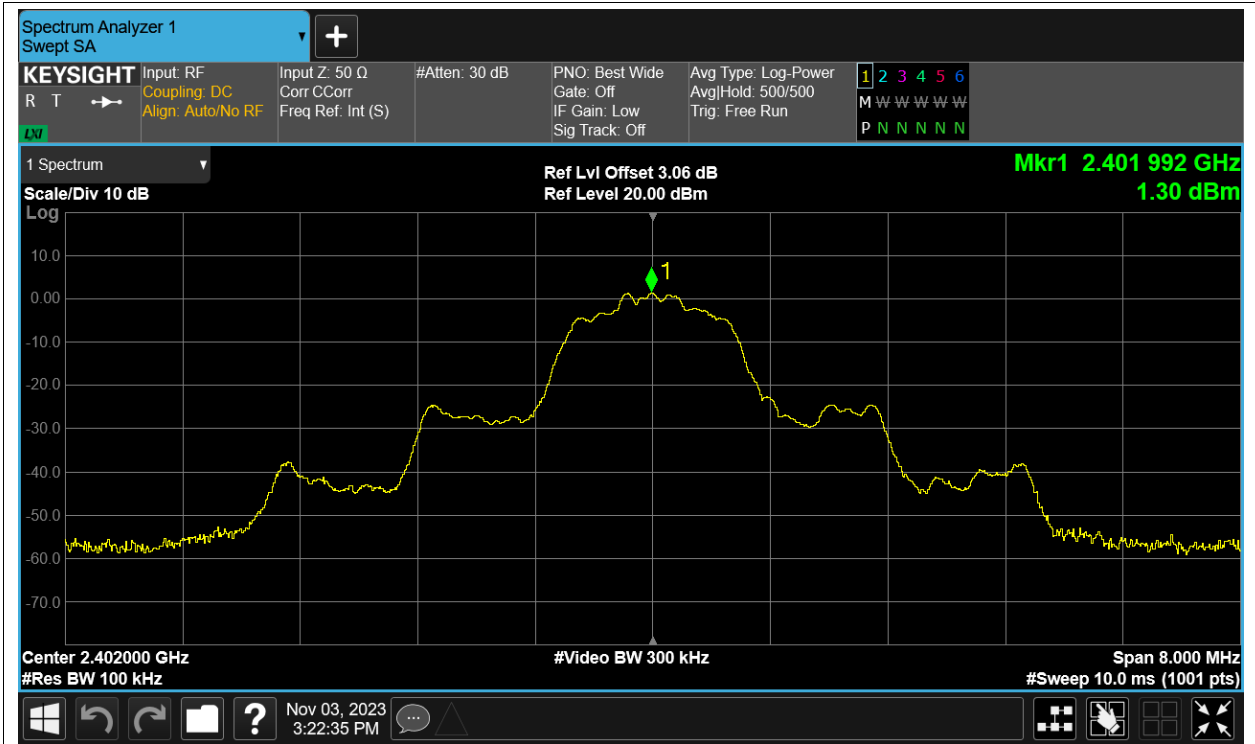 Spectrum Analyzer 1
Swept SA
+
KEYSIGHT
R T
LXI
Input: RF
Coupling: DC
Align: Auto/No RF
Input Z: 50 Ω
Corr CCorr
Freq Ref: Int (S)
#Atten: 30 dB
PNO: Best Wide
Gate: Off
IF Gain: Low
Sig Track: Off
Avg Type: Log-Power
Avg|Hold: 500/500
Trig: Free Run
1 2 3 4 5 6
M W W W W W
P N N N N N
1 Spectrum
Scale/Div 10 dB
Log
Ref Lvl Offset 3.06 dB
Ref Level 20.00 dBm
Mkr1 2.401 992 GHz
1.30 dBm
1
10.0
0.00
-10.0
-20.0
-30.0
-40.0
-50.0
-60.0
-70.0
Center 2.402000 GHz
#Res BW 100 kHz
#Video BW 300 kHz
Span 8.000 MHz
#Sweep 10.0 ms (1001 pts)
?
Nov 03, 2023
3:22:35 PM